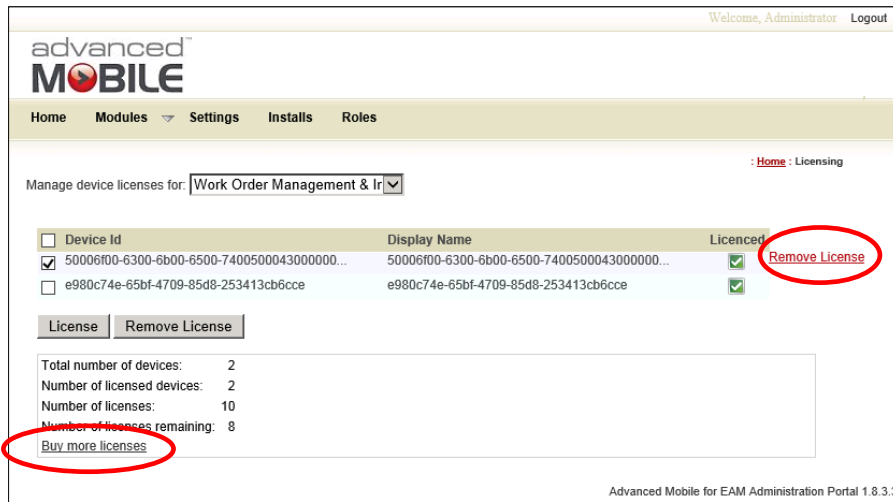 Welcome, Administrator Logout
advanced™
MOBILE
Home Modules Settings Installs Roles
: Home : Licensing
Manage device licenses for: Work Order Management & Ir
Device Id Display Name Licenced
50006f00-6300-6b00-6500-7400500043000000... 50006f00-6300-6b00-6500-7400500043000000... Remove License
e980c74e-65bf-4709-85d8-253413cb6cce e980c74e-65bf-4709-85d8-253413cb6cce
License Remove License
Total number of devices: 2
Number of licensed devices: 2
Number of licenses: 10
Number of licenses remaining: 8
Buy more licenses
Advanced Mobile for EAM Administration Portal 1.8.3.